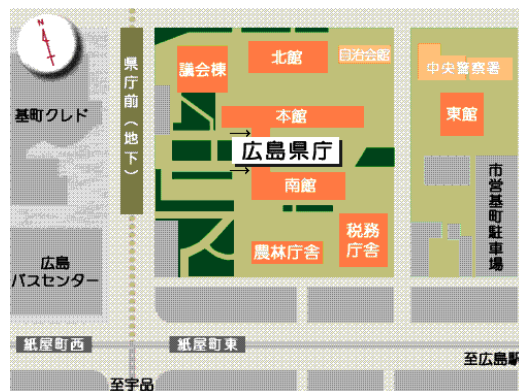 N
議会棟
北館
自治会館
中央警察署
県庁前（地下）
基町クレド
本館
東館
広島県庁
南館
市営基町駐車場
税務
庁舎
農林庁舎
広島
バスセンター
紙屋町西
紙屋町東
至広島駅
至宇品